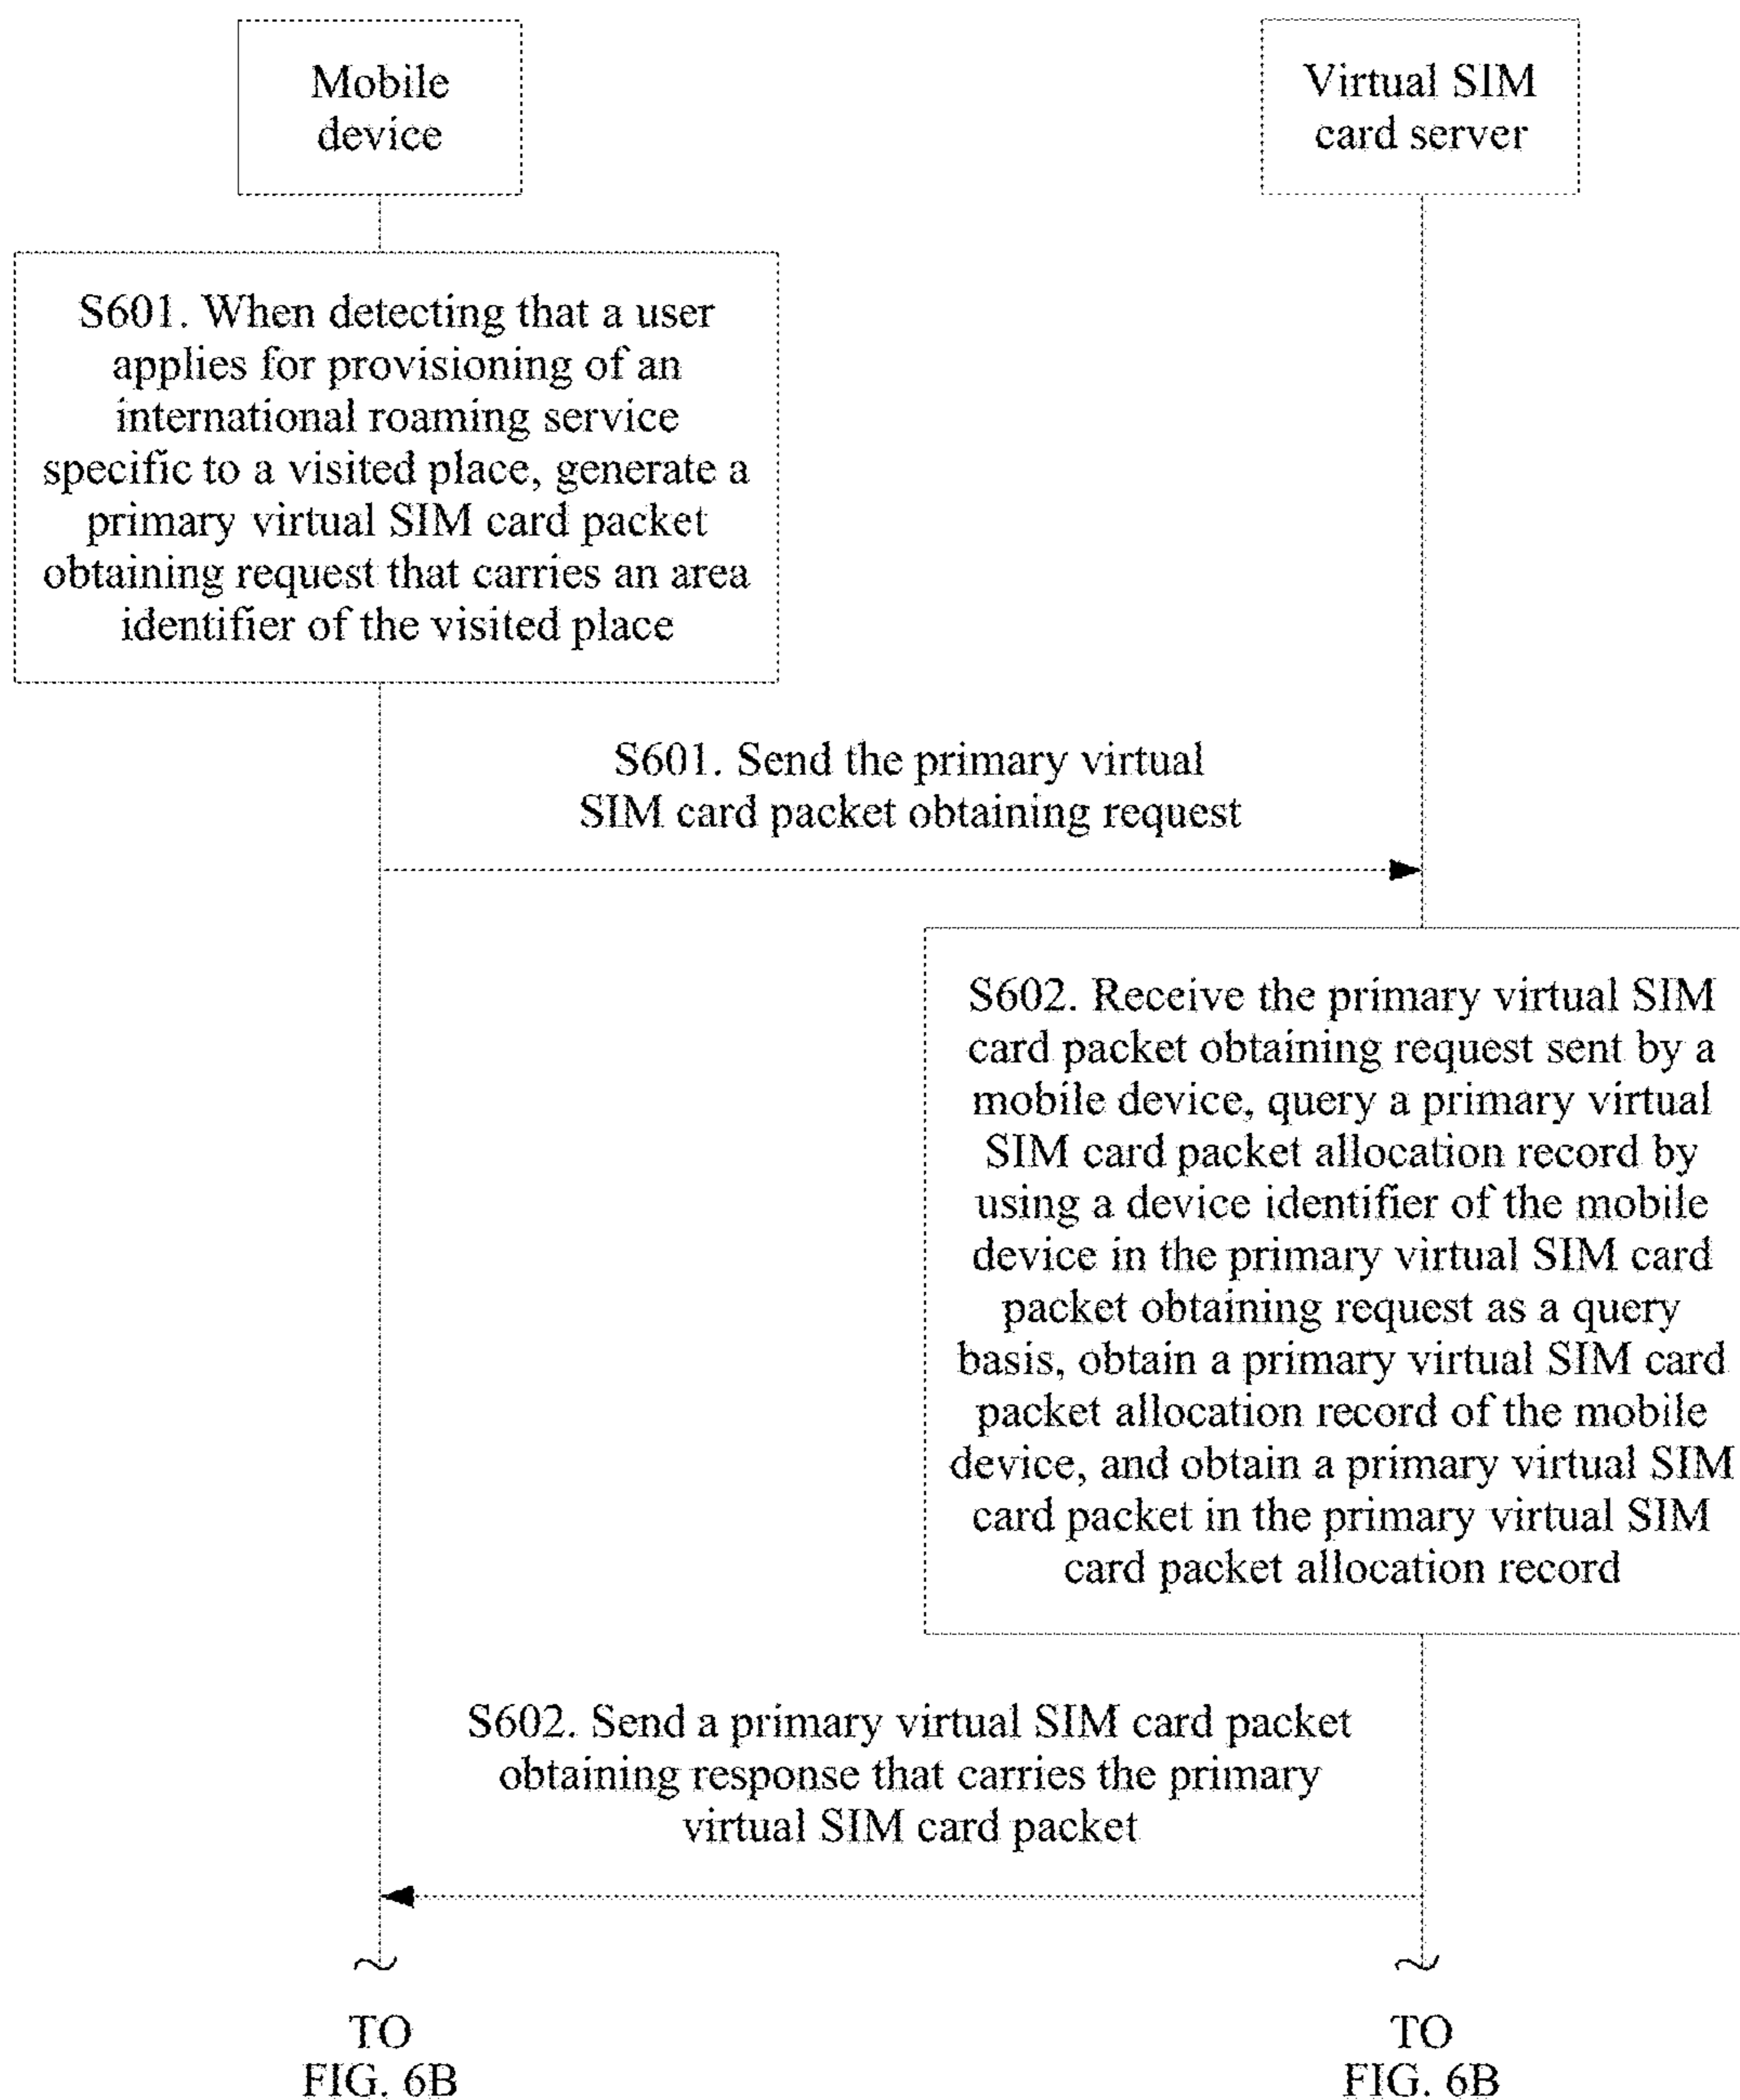 Mobile
device
Virtual SIM
card server
S601. When detecting that a user
applies for provisioning of an
international roaming service
specific to a visited place, generate a
primary virtual SIM card packet
obtaining request that carries an area
identifier of the visited place
S601. Send the primary virtual
SIM card packet obtaining request
S602. Receive the primary virtual SIM
card packet obtaining request sent by a
mobile device, query a primary virtual
SIM card packet allocation record by
using a device identifier of the mobile
device in the primary virtual SIM card
packet obtaining request as a query
basis, obtain a primary virtual SIM card
packet allocation record of the mobile
device, and obtain a primary virtual SIM
card packet in the primary virtual SIM
card packet allocation record
S602. Send a primary virtual SIM card packet
obtaining response that carries the primary
virtual SIM card packet
TO
FIG. 6B
TO
FIG. 6B